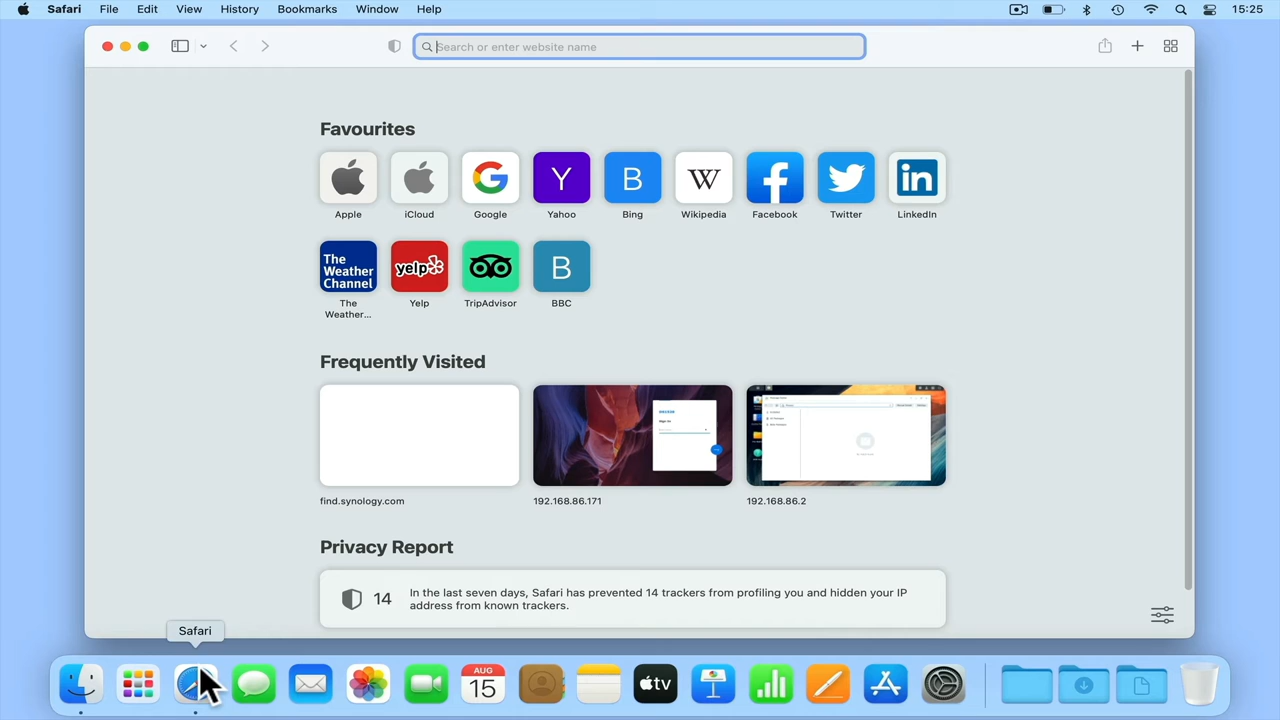 Safari File Edit View History Bookmarks Window Help 15:25
Search or enter website name
Favourites
G Y B W f in
Apple iCloud Google Yahoo Bing Wikipedia Facebook Twitter LinkedIn
The
Weather
Channel
yelp
B
The
Weather...
Yelp TripAdvisor BBC
Frequently Visited
Sign in
find.synology.com 192.168.86.171 192.168.86.2
Privacy Report
14
In the last seven days, Safari has prevented 14 trackers from profiling you and hidden your IP
address from known trackers.
Safari
AUG
15
tv